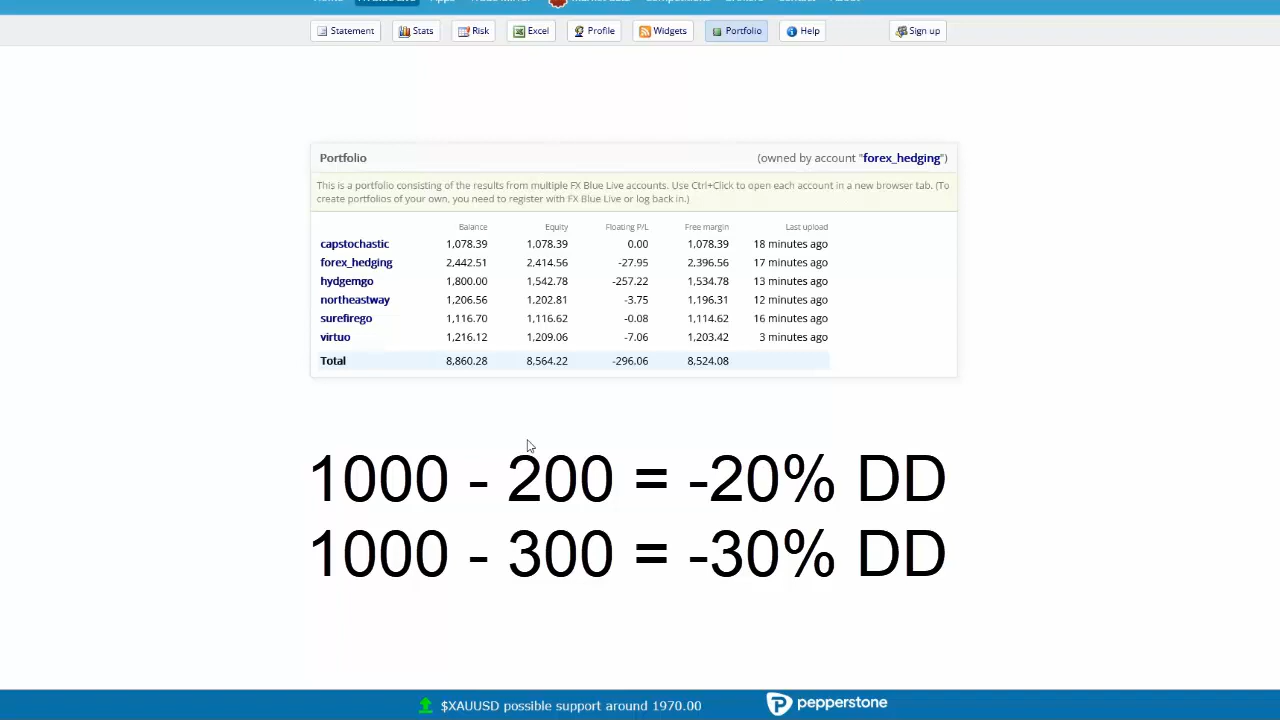 Statement Stats Risk Excel Profile Widgets Portfolio Help Sign up
Portfolio (owned by account "forex_hedging")
This is a portfolio consisting of the results from multiple FX Blue Live accounts. Use Ctrl+Click to open each account in a new browser tab. (To
create portfolios of your own, you need to register with FX Blue Live or log back in.)
Balance Equity Floating P/L Free margin Last upload
capstochastic 1,078.39 1,078.39 0.00 1,078.39 18 minutes ago
forex_hedging 2,442.51 2,414.56 -27.95 2,396.56 17 minutes ago
hydgemgo 1,800.00 1,542.78 -257.22 1,534.78 13 minutes ago
northeastway 1,206.56 1,202.81 -3.75 1,196.31 12 minutes ago
surefirego 1,116.70 1,116.62 -0.08 1,114.62 16 minutes ago
virtuo 1,216.12 1,209.06 -7.06 1,203.42 3 minutes ago
Total 8,860.28 8,564.22 -296.06 8,524.08
1000 - 200 = -20% DD
1000 - 300 = -30% DD
$XAUUSD possible support around 1970.00 pepperstone